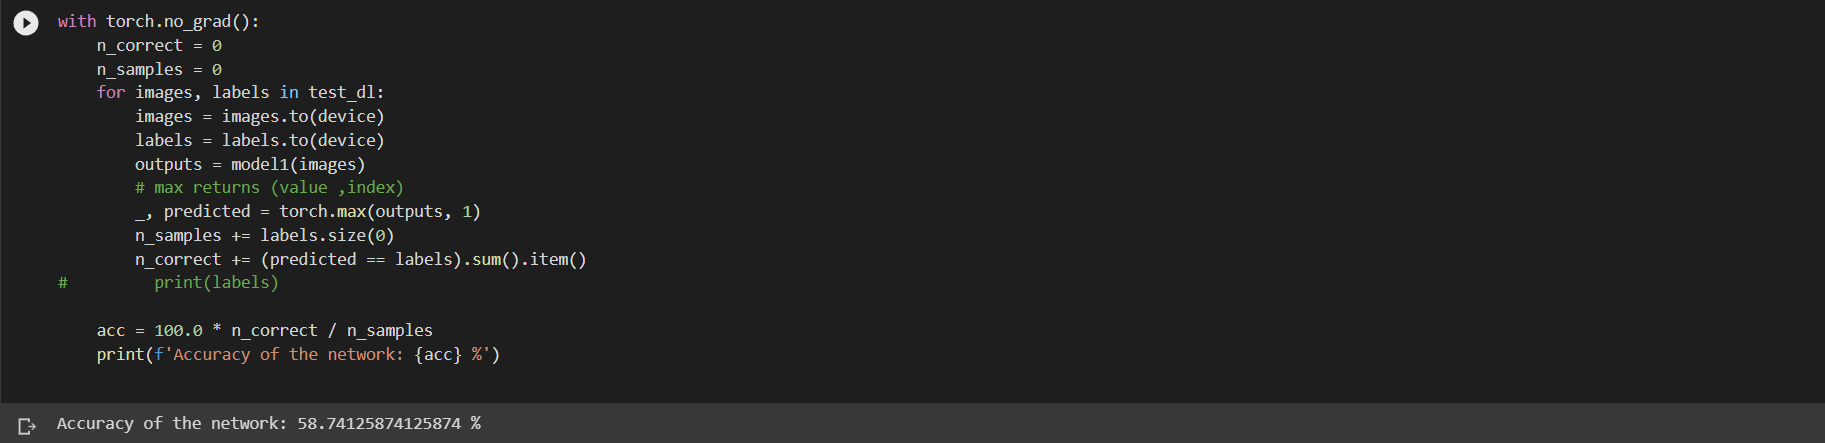 with torch.no_grad():
    n_correct = 0
    n_samples = 0
    for images, labels in test_dl:
        images = images.to(device)
        labels = labels.to(device)
        outputs = model1(images)
        # max returns (value ,index)
        _, predicted = torch.max(outputs, 1)
        n_samples += labels.size(0)
        n_correct += (predicted == labels).sum().item()
#         print(labels)
    acc = 100.0 * n_correct / n_samples
    print(f'Accuracy of the network: {acc} %')
Accuracy of the network: 58.74125874125874 %